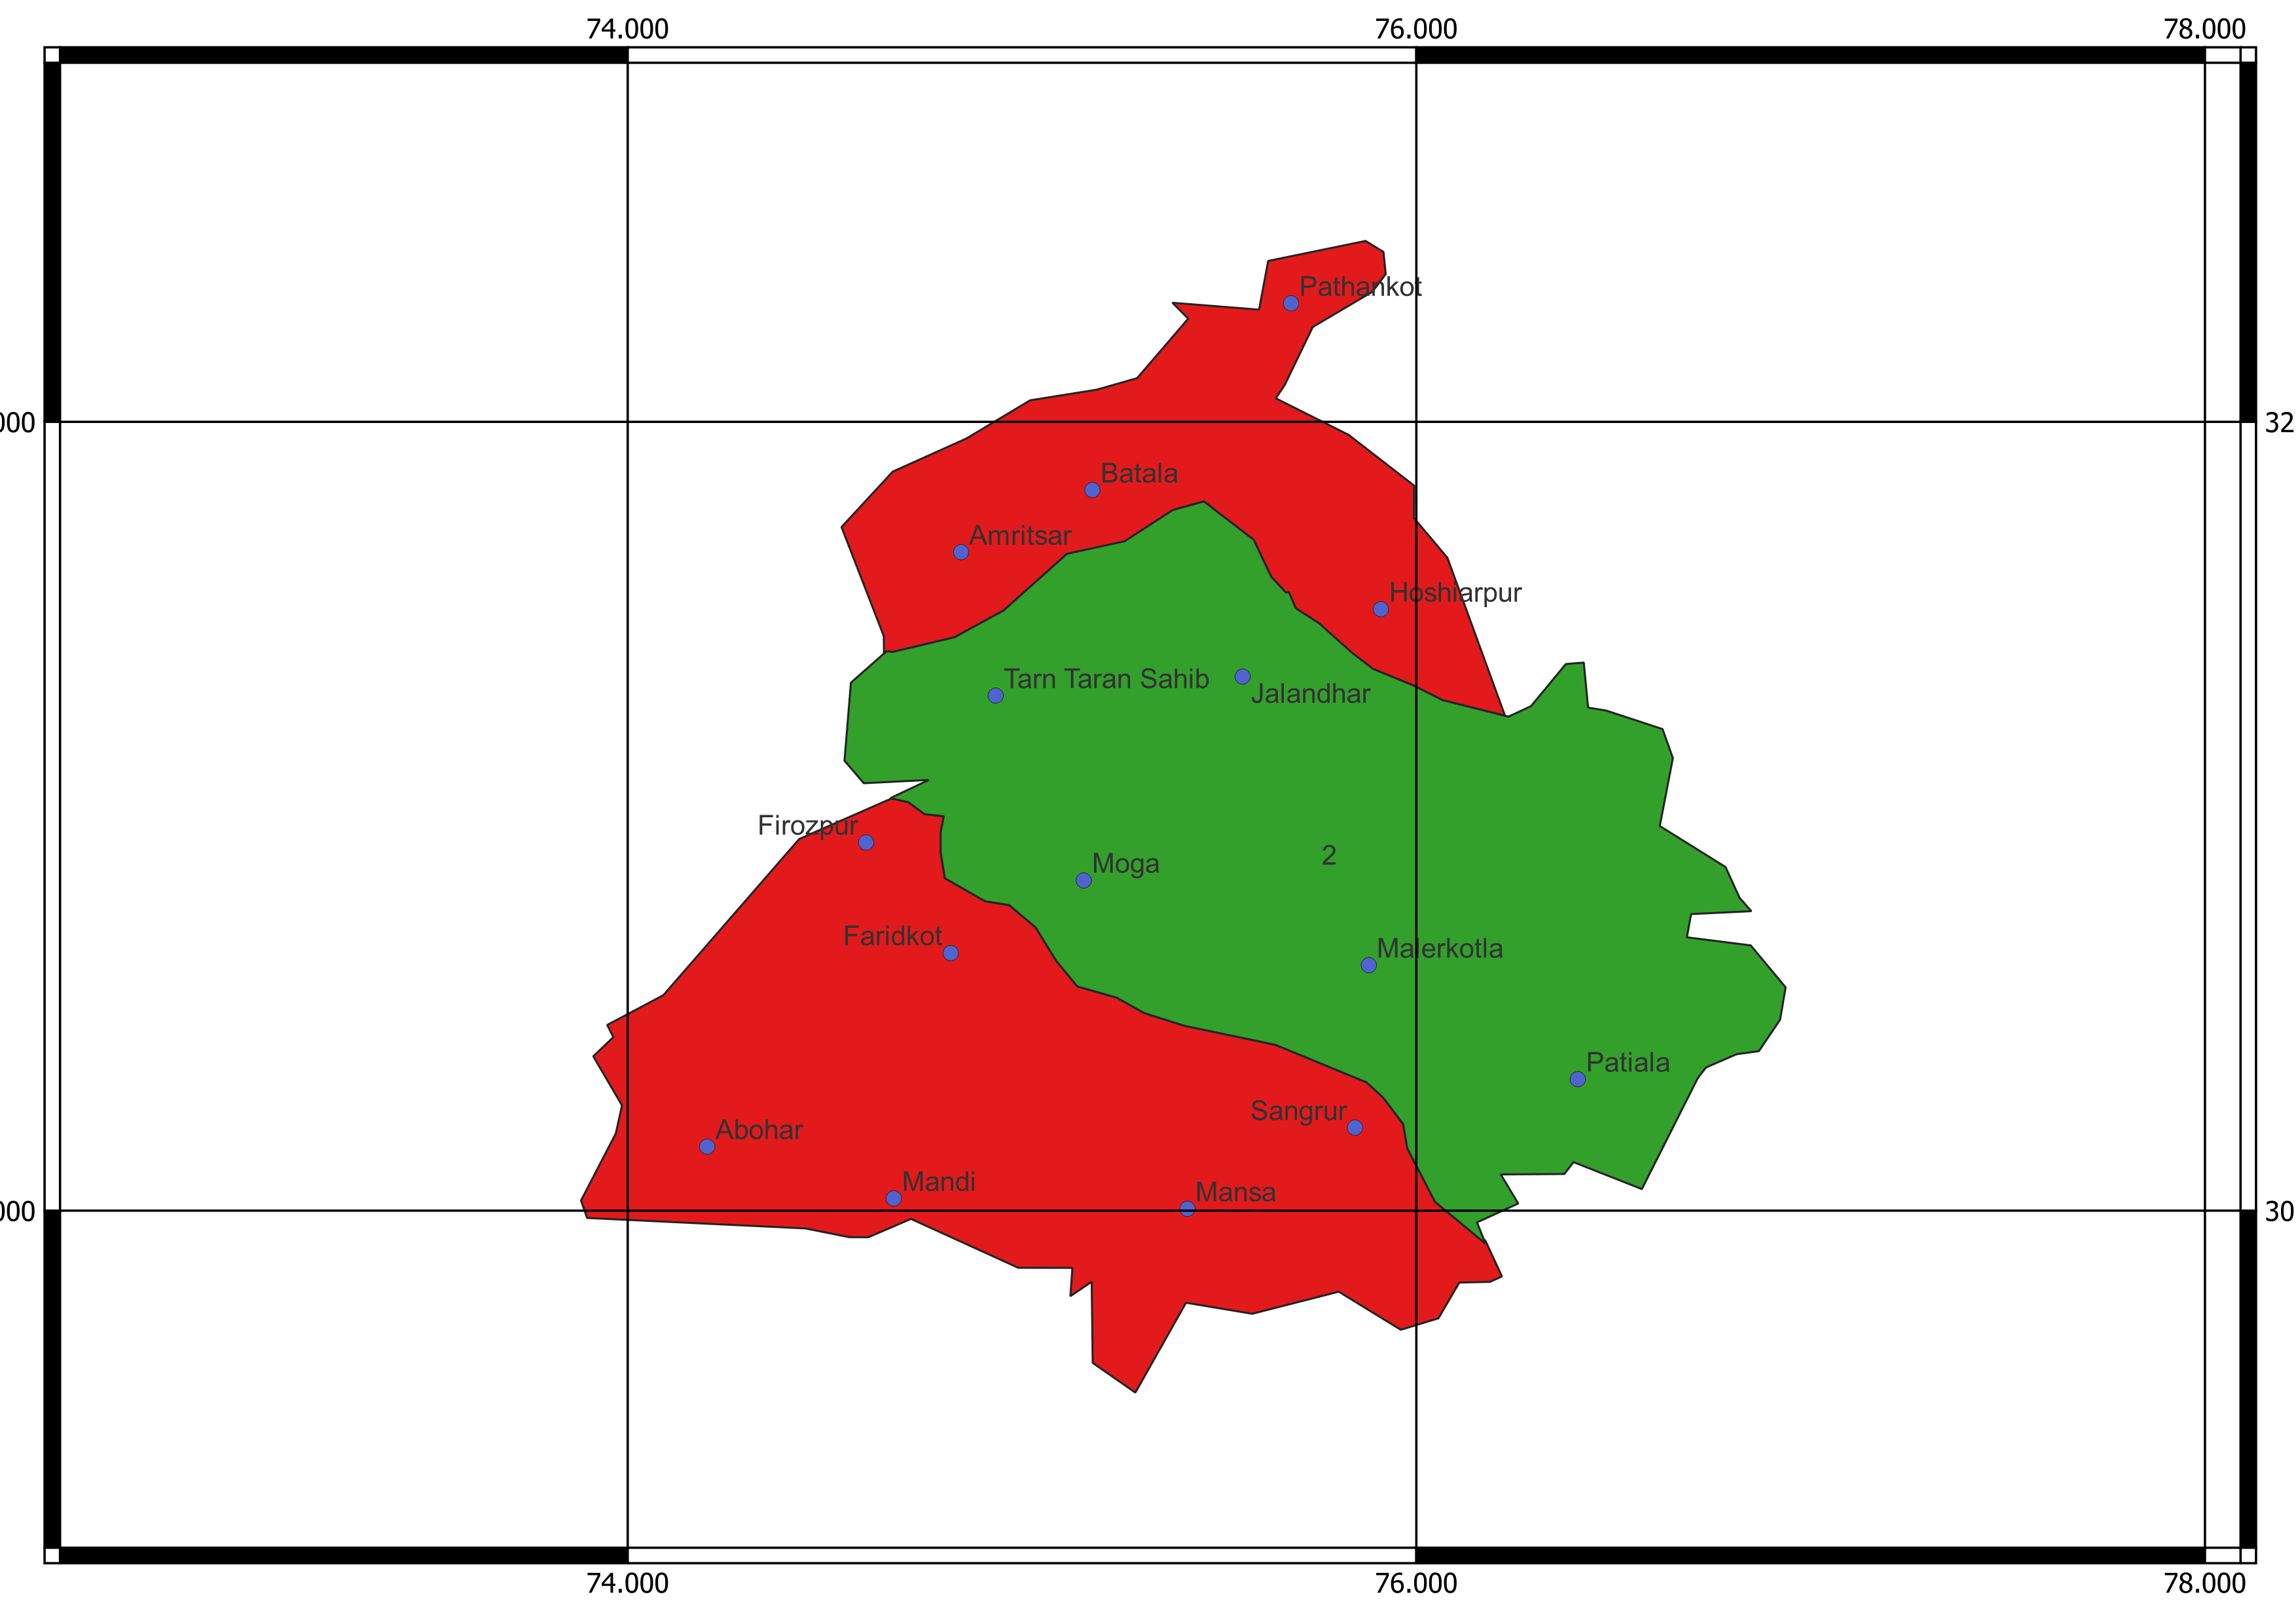 74.000 76.000 78.000
Pathankot
000 32
Batala
Amritsar
Hoshiarpur
Tarn Taran Sahib
Jalandhar
Firozpur
Moga
2
Faridkot
Malerkotla
Patiala
Sangrur
Abohar
Mandi
Mansa
000 30
74.000 76.000 78.000